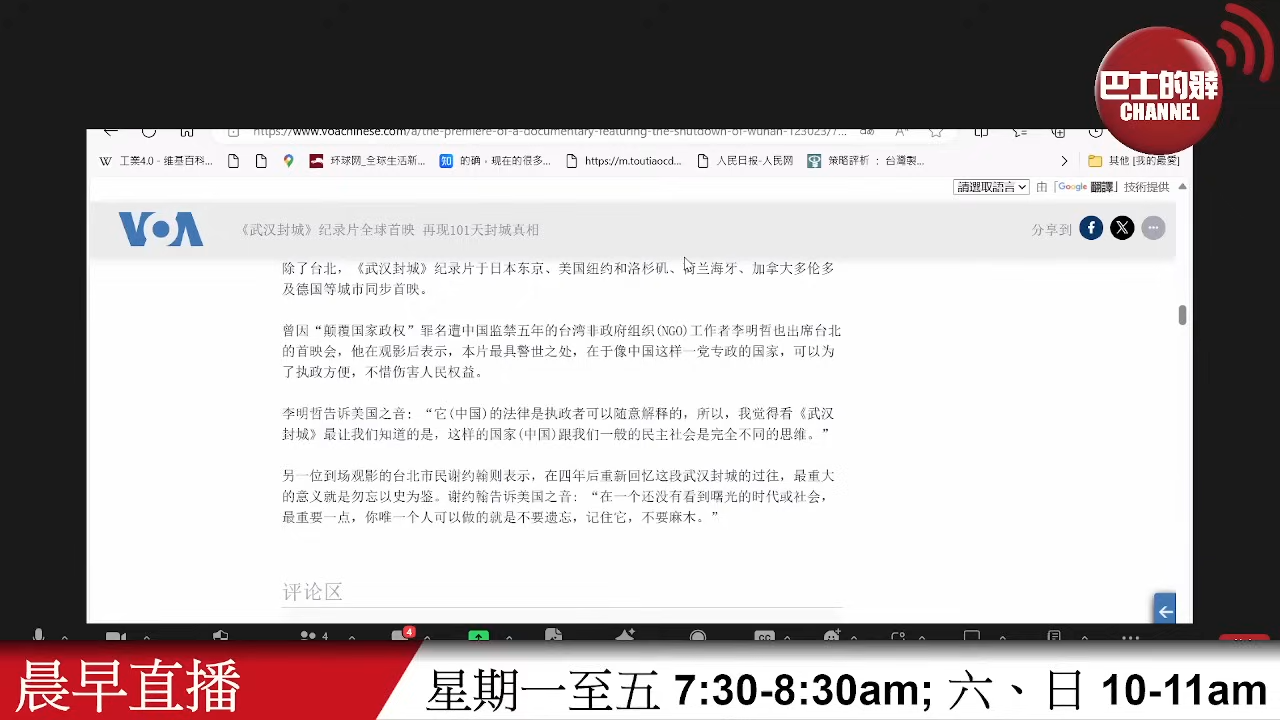 巴士的報
CHANNEL
https://www.voachinese.com/a/the-premiere-of-a-documentary-featuring-the-shutdown-of-wuhan-123023/7...
W 工業4.0 - 维基百科...
环球网_全球生活新...
知 的确 · 现在的很多...
https://m.toutiaocd...
人民日报-人民网
策略評析 ： 台灣製...
其他 [我的最愛]
請選取語言 由「Google 翻譯」技術提供
VOA 《武汉封城》纪录片全球首映 再现101天封城真相 分享到
除了台北，《武汉封城》纪录片于日本东京、美国纽约和洛杉矶、荷兰海牙、加拿大多伦多
及德国等城市同步首映。
曾因“颠覆国家政权”罪名遭中国监禁五年的台湾非政府组织(NGO)工作者李明哲也出席台北
的首映会，他在观影后表示，本片最具警世之处，在于像中国这样一党专政的国家，可以为
了执政方便，不惜伤害人民权益。
李明哲告诉美国之音：“它(中国)的法律是执政者可以随意解释的，所以，我觉得看《武汉
封城》最让我们知道的是，这样的国家(中国)跟我们一般的民主社会是完全不同的思维。”
另一位到场观影的台北市民谢约翰则表示，在四年后重新回忆这段武汉封城的过往，最重大
的意义就是勿忘以史为鉴。谢约翰告诉美国之音：“在一个还没有看到曙光的时代或社会，
最重要一点，你唯一个人可以做的就是不要遗忘，记住它，不要麻木。”
评论区
4
4
晨早直播
星期一至五 7:30-8:30am; 六、日 10-11am